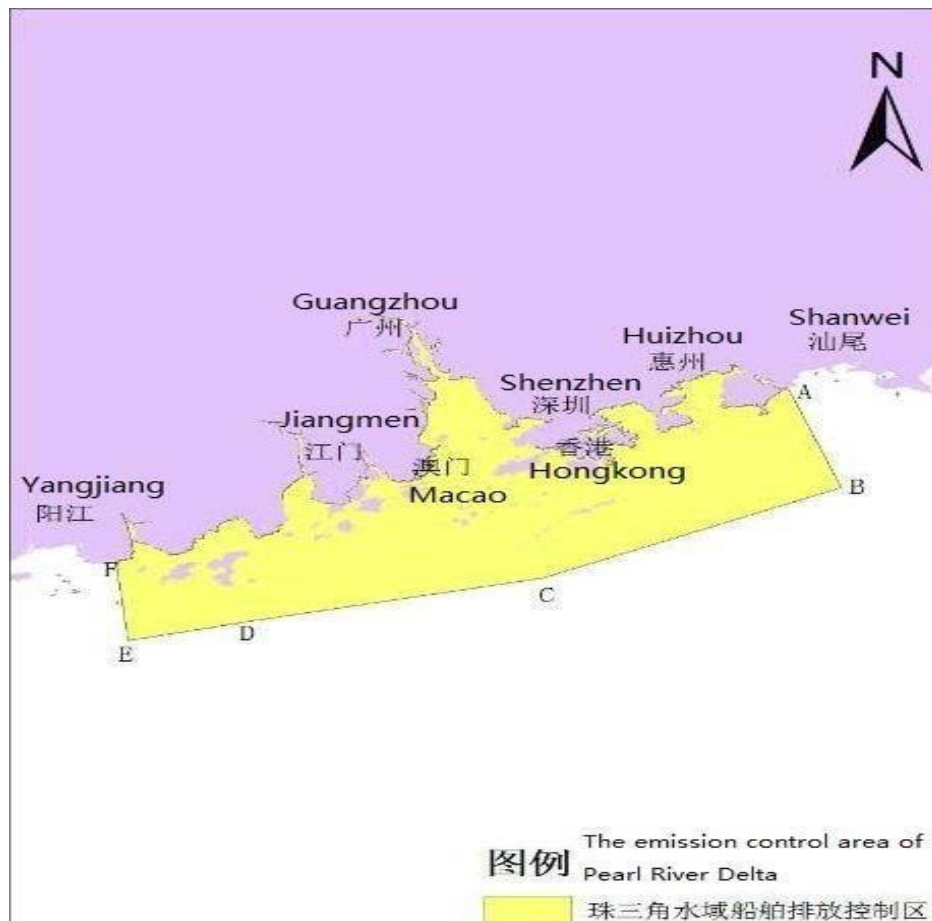 N
Guangzhou
广州
Shanwei
汕尾
Huizhou
惠州
Shenzhen
深圳
A
Jiangmen
江门
香港
Hongkong
澳门
Macao
Yangjiang
阳江
B
F
C
D
E
图例
The emission control area of
Pearl River Delta
珠三角水域船舶排放控制区